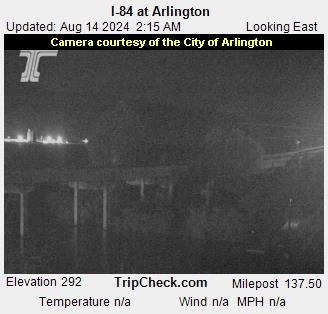 I-84 at Arlington
Updated: Aug 14 2024 2:15 AM Looking East
Camera courtesy of the City of Arlington
Elevation 292 TripCheck.com Milepost 137.50
Temperature n/a Wind n/a MPH n/a